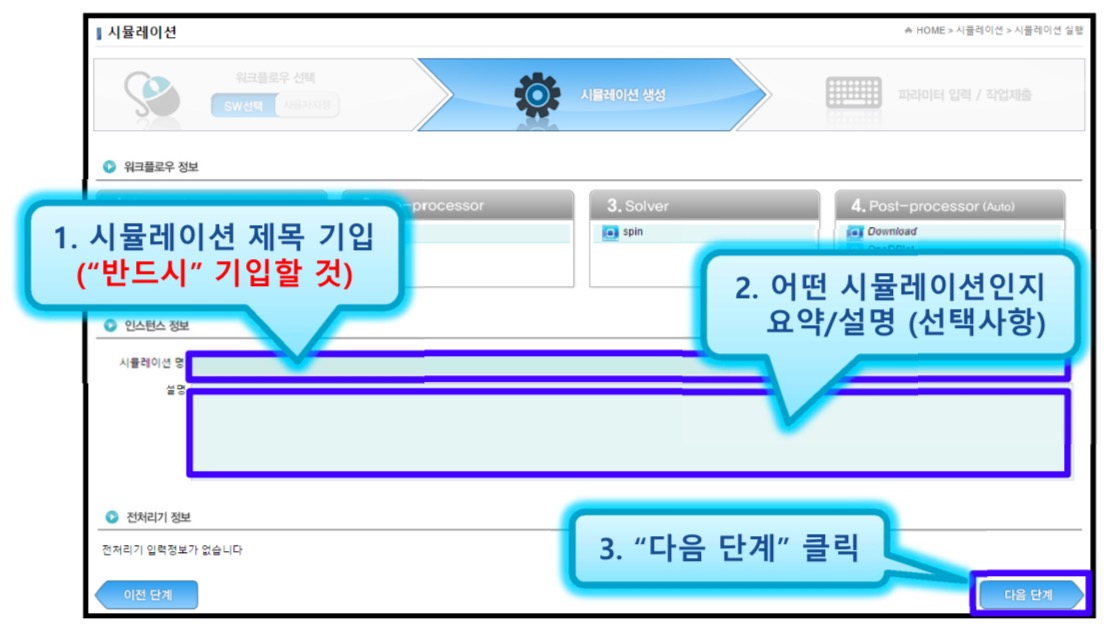 시뮬레이션
HOME > 시뮬레이션 > 시뮬레이션 실행
워크플로우 선택
SW선택 사용자저장
시뮬레이션 생성
파라미터 입력 / 작업제출
워크플로우 정보
-processor
3. Solver
4. Post-processor (Auto)
spin
Download
1. 시뮬레이션 제목 기입
(“반드시” 기입할 것)
2. 어떤 시뮬레이션인지
요약/설명 (선택사항)
인스턴스 정보
시뮬레이션 명
설명
전처리기 정보
전처리기 입력정보가 없습니다
3. “다음 단계” 클릭
이전 단계
다음 단계